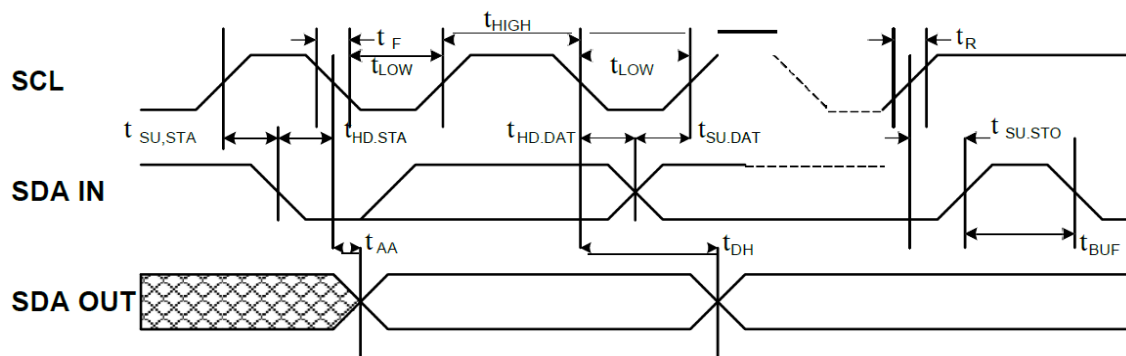 t HIGH
t F
t R
t LOW
t LOW
SCL
t SU,STA
t HD.STA
t HD.DAT
t SU.DAT
t SU.STO
SDA IN
t AA
t DH
t BUF
SDA OUT